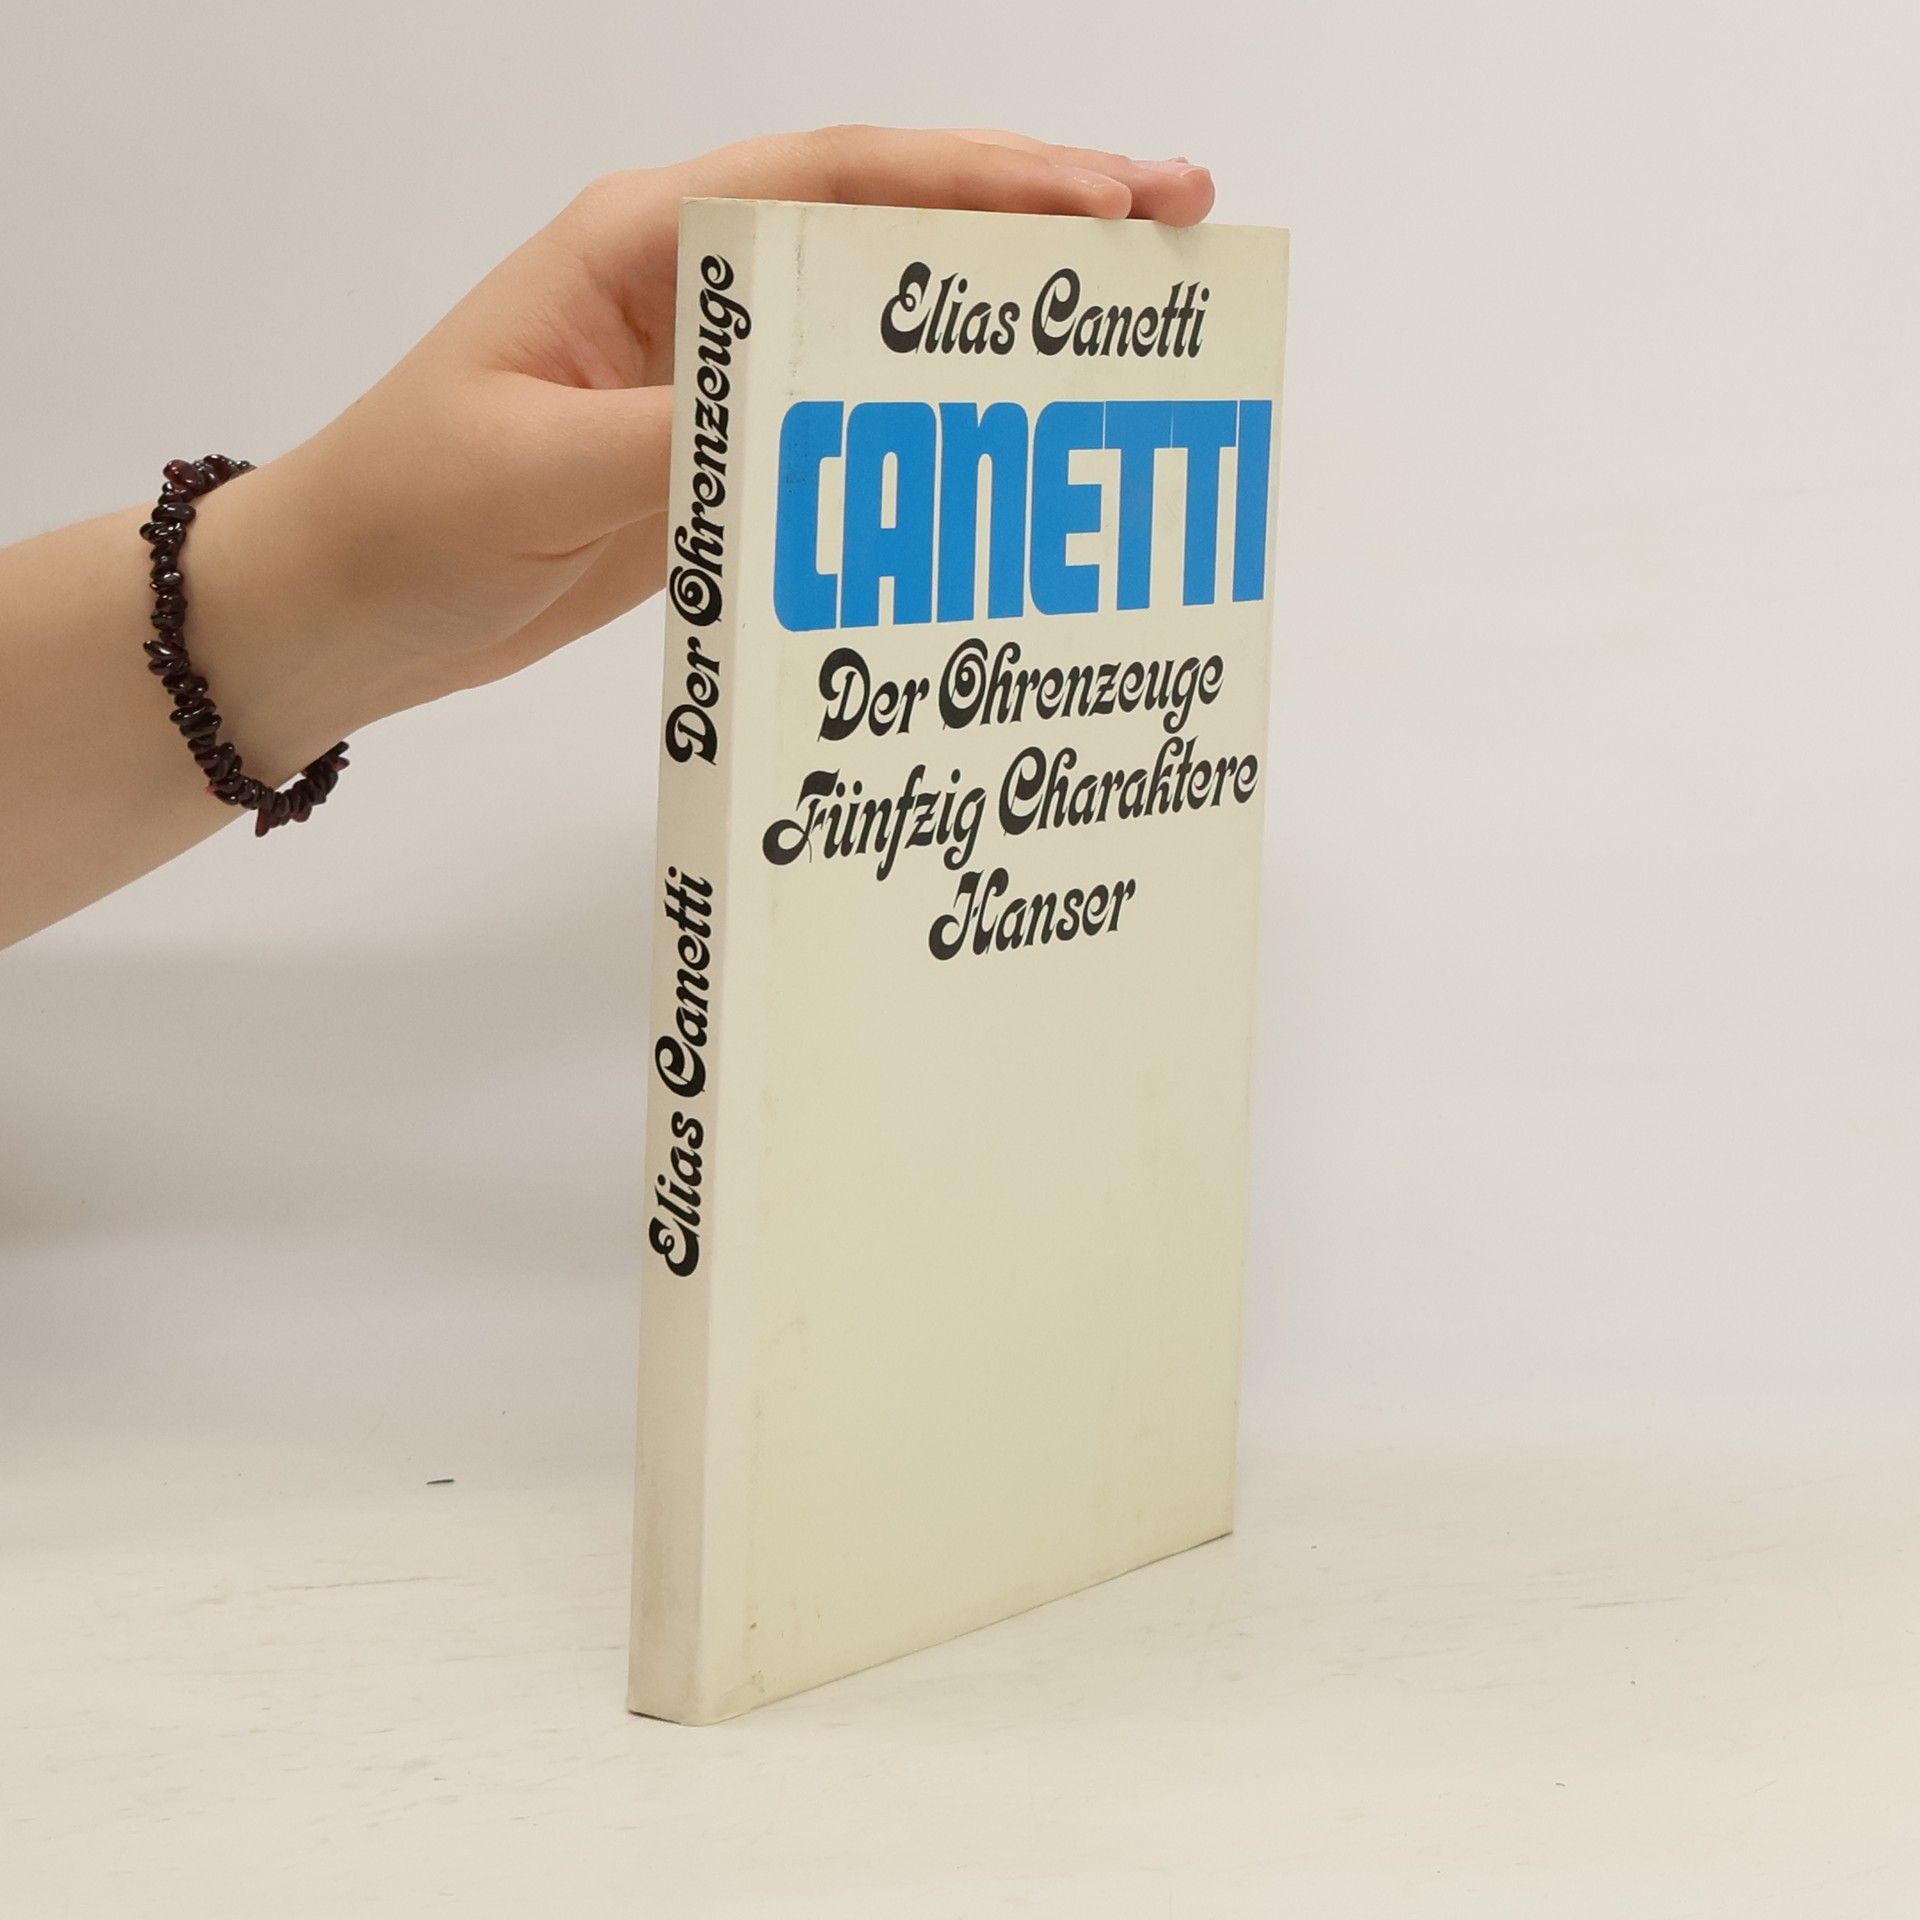 Elias Canetti
CANETTI
Der Ohrenzeuge
Fünfzig Charaktere
Hanser
Elias Canetti Der Ohrenzeuge